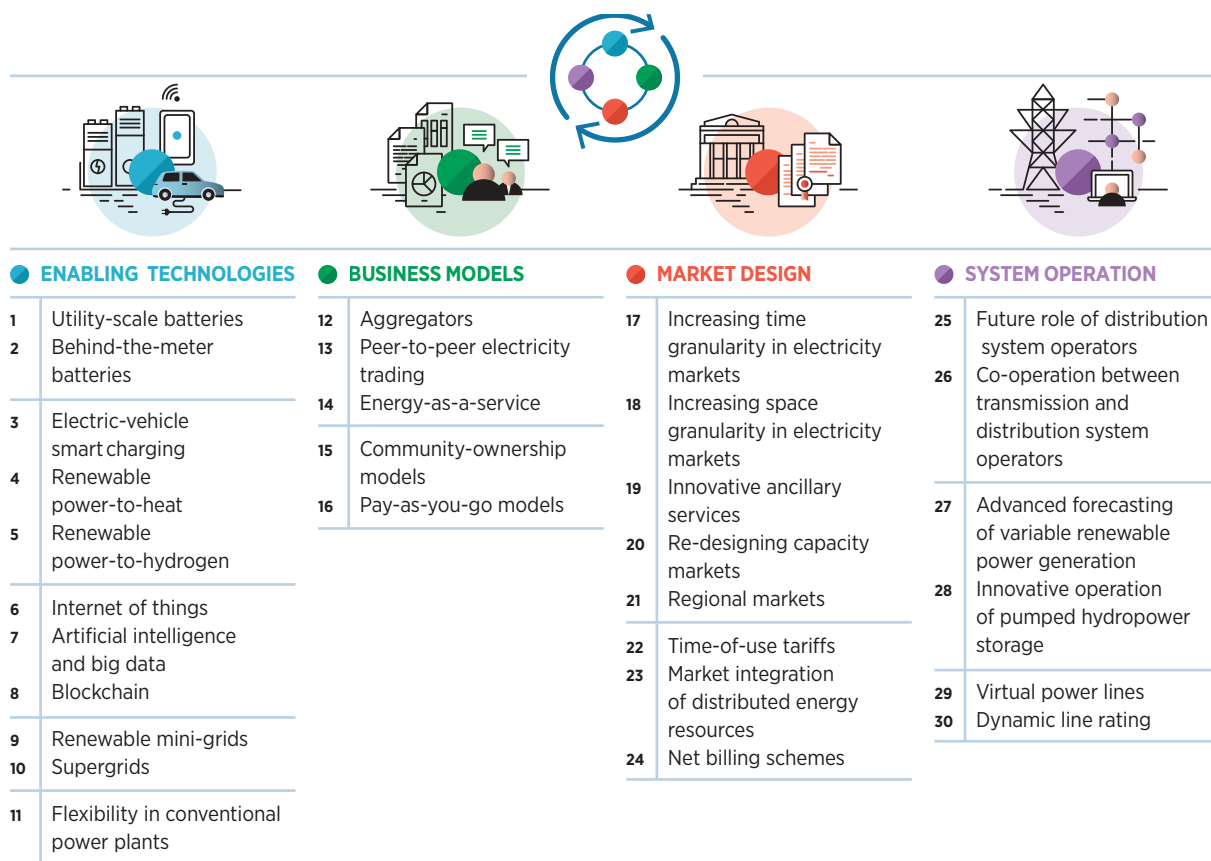 ENABLING TECHNOLOGIES
1 Utility-scale batteries
2 Behind-the-meter
batteries
3 Electric-vehicle
smart charging
4 Renewable
power-to-heat
5 Renewable
power-to-hydrogen
6 Internet of things
7 Artificial intelligence
and big data
8 Blockchain
9 Renewable mini-grids
10 Supergrids
11 Flexibility in conventional
power plants
BUSINESS MODELS
12 Aggregators
13 Peer-to-peer electricity
trading
14 Energy-as-a-service
15 Community-ownership
models
16 Pay-as-you-go models
MARKET DESIGN
17 Increasing time
granularity in electricity
markets
18 Increasing space
granularity in electricity
markets
19 Innovative ancillary
services
20 Re-designing capacity
markets
21 Regional markets
22 Time-of-use tariffs
23 Market integration
of distributed energy
resources
24 Net billing schemes
SYSTEM OPERATION
25 Future role of distribution
system operators
26 Co-operation between
transmission and
distribution system
operators
27 Advanced forecasting
of variable renewable
power generation
28 Innovative operation
of pumped hydropower
storage
29 Virtual power lines
30 Dynamic line rating